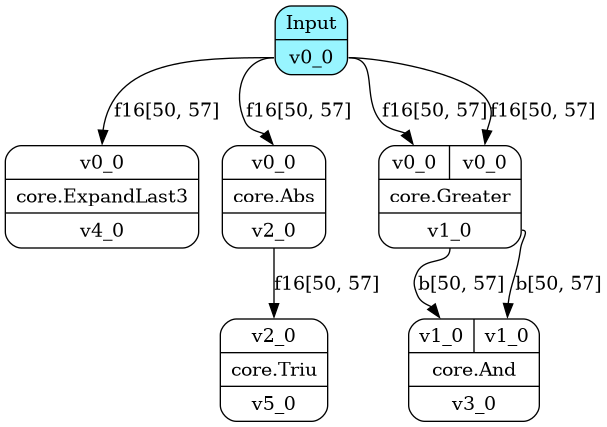 Input
v0_0
f16[50, 57] f16[50, 57] f16[50, 57] f16[50, 57]
v0_0 v0_0 v0_0 v0_0
core.ExpandLast3 core.Abs core.Greater
v4_0 v2_0 v1_0
f16[50, 57] b[50, 57] b[50, 57]
v2_0 v1_0 v1_0
core.Triu core.And
v5_0 v3_0